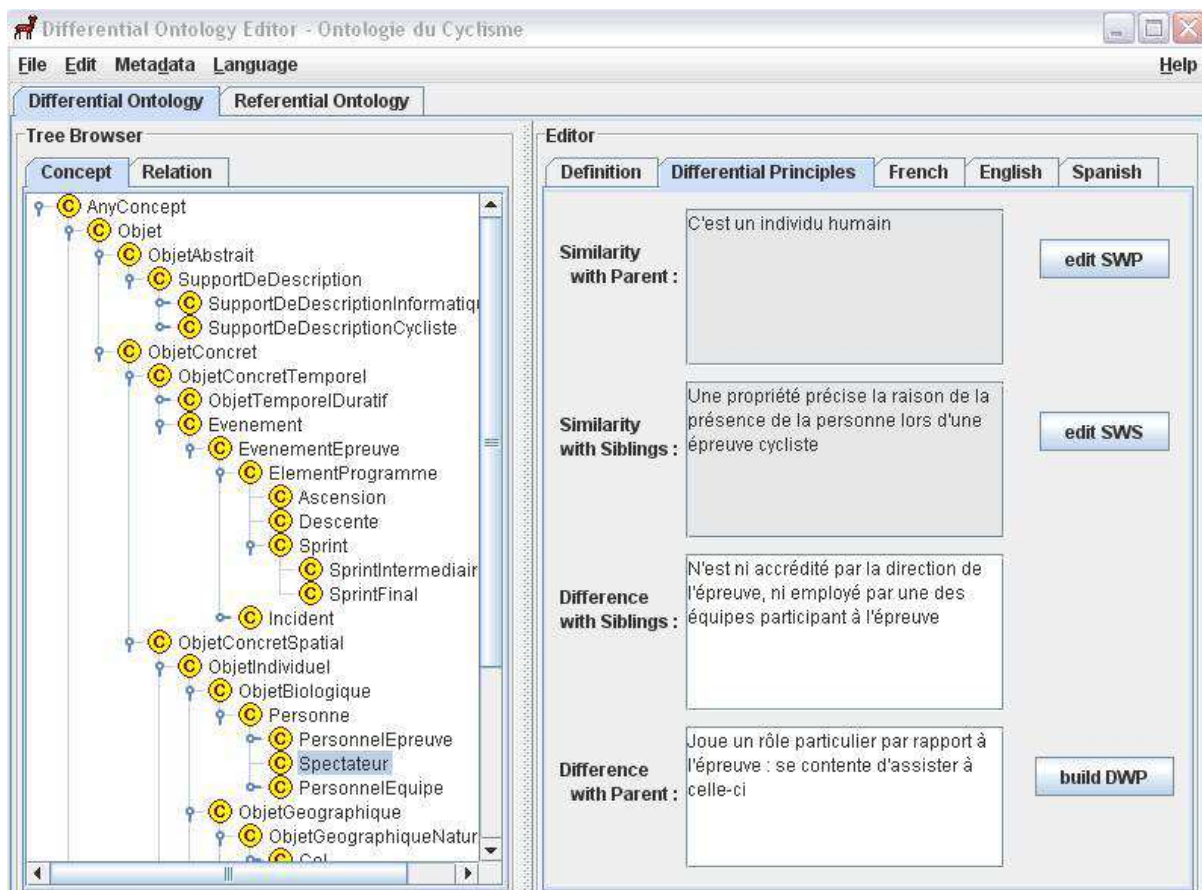 Differential Ontology Editor - Ontologie du Cyclisme
File Edit Metadata Language Help
Differential Ontology Referential Ontology
Tree Browser
Concept Relation
C AnyConcept
C Objet
C ObjetAbstrait
C SupportDeDescription
C SupportDeDescriptionInformatiqu
C SupportDeDescriptionCycliste
C ObjetConcret
C ObjetConcretTemporel
C ObjetTemporelDuratif
C Evenement
C EvenementEpreuve
C ElementProgramme
C Ascension
C Descente
C Sprint
C SprintIntermediair
C SprintFinal
C Incident
C ObjetConcretSpatial
C ObjetIndividuel
C ObjetBiologique
C Personne
C PersonnelEpreuve
C Spectateur
C PersonnelEquipe
C ObjetGeographique
C ObjetGeographiqueNatur
C Col
Editor
Definition Differential Principles French English Spanish
Similarity
with Parent :
C'est un individu humain
edit SWP
Similarity
with Siblings :
Une propriété précise la raison de la
présence de la personne lors d'une
épreuve cycliste
edit SWS
Difference
with Siblings :
N'est ni accrédité par la direction de
l'épreuve, ni employé par une des
équipes participant à l'épreuve
Difference
with Parent :
Joue un rôle particulier par rapport à
l'épreuve : se contente d'assister à
celle-ci
build DWP